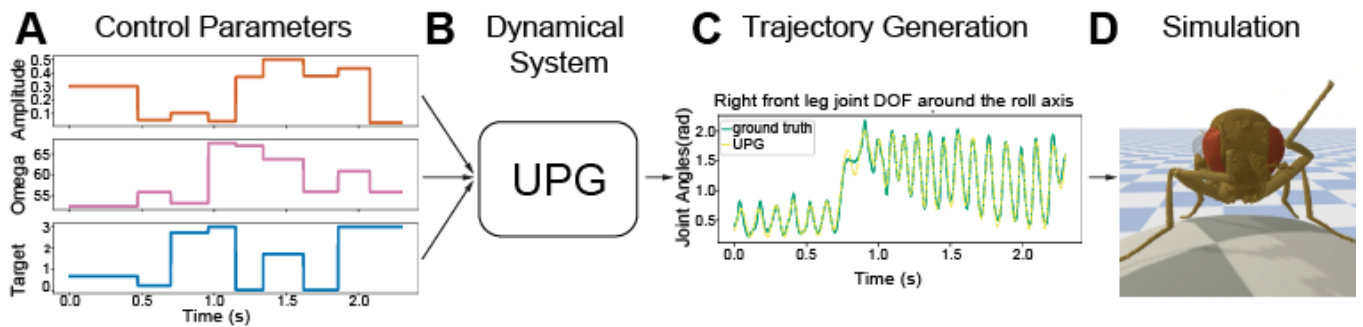 A Control Parameters
B Dynamical
System
C Trajectory Generation
D Simulation
Amplitude
0.5
0.4
0.3
0.2
0.1
Omega
65
60
55
Target
3
2
1
0
0.0 0.5 1.0 1.5 2.0
Time (s)
UPG
Right front leg joint DOF around the roll axis
ground truth
UPG
Joint Angles(rad)
2.0
1.5
1.0
0.5
0.0 0.5 1.0 1.5 2.0
Time (s)